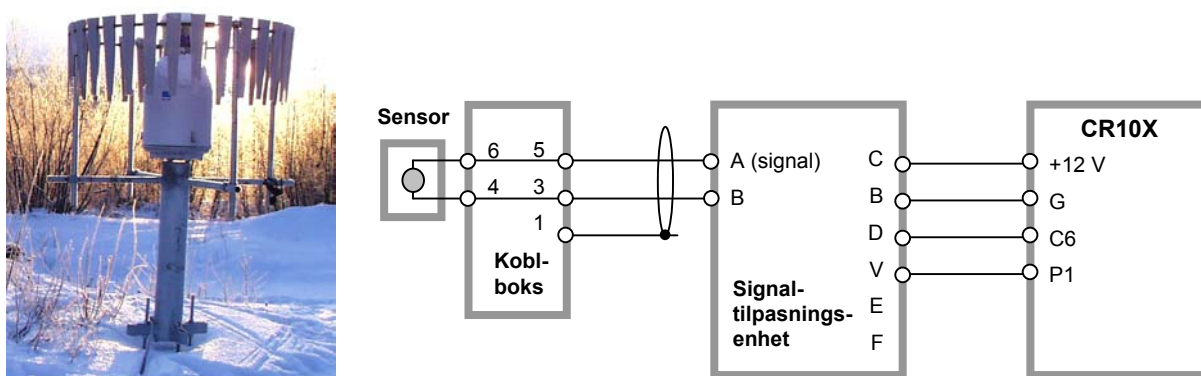 Sensor
6 5
4 3
1
Kobl-
boks
A (signal)
B
C
B
D
V
E
F
Signal-
tilpasnings-
enhet
CR10X
+12 V
G
C6
P1